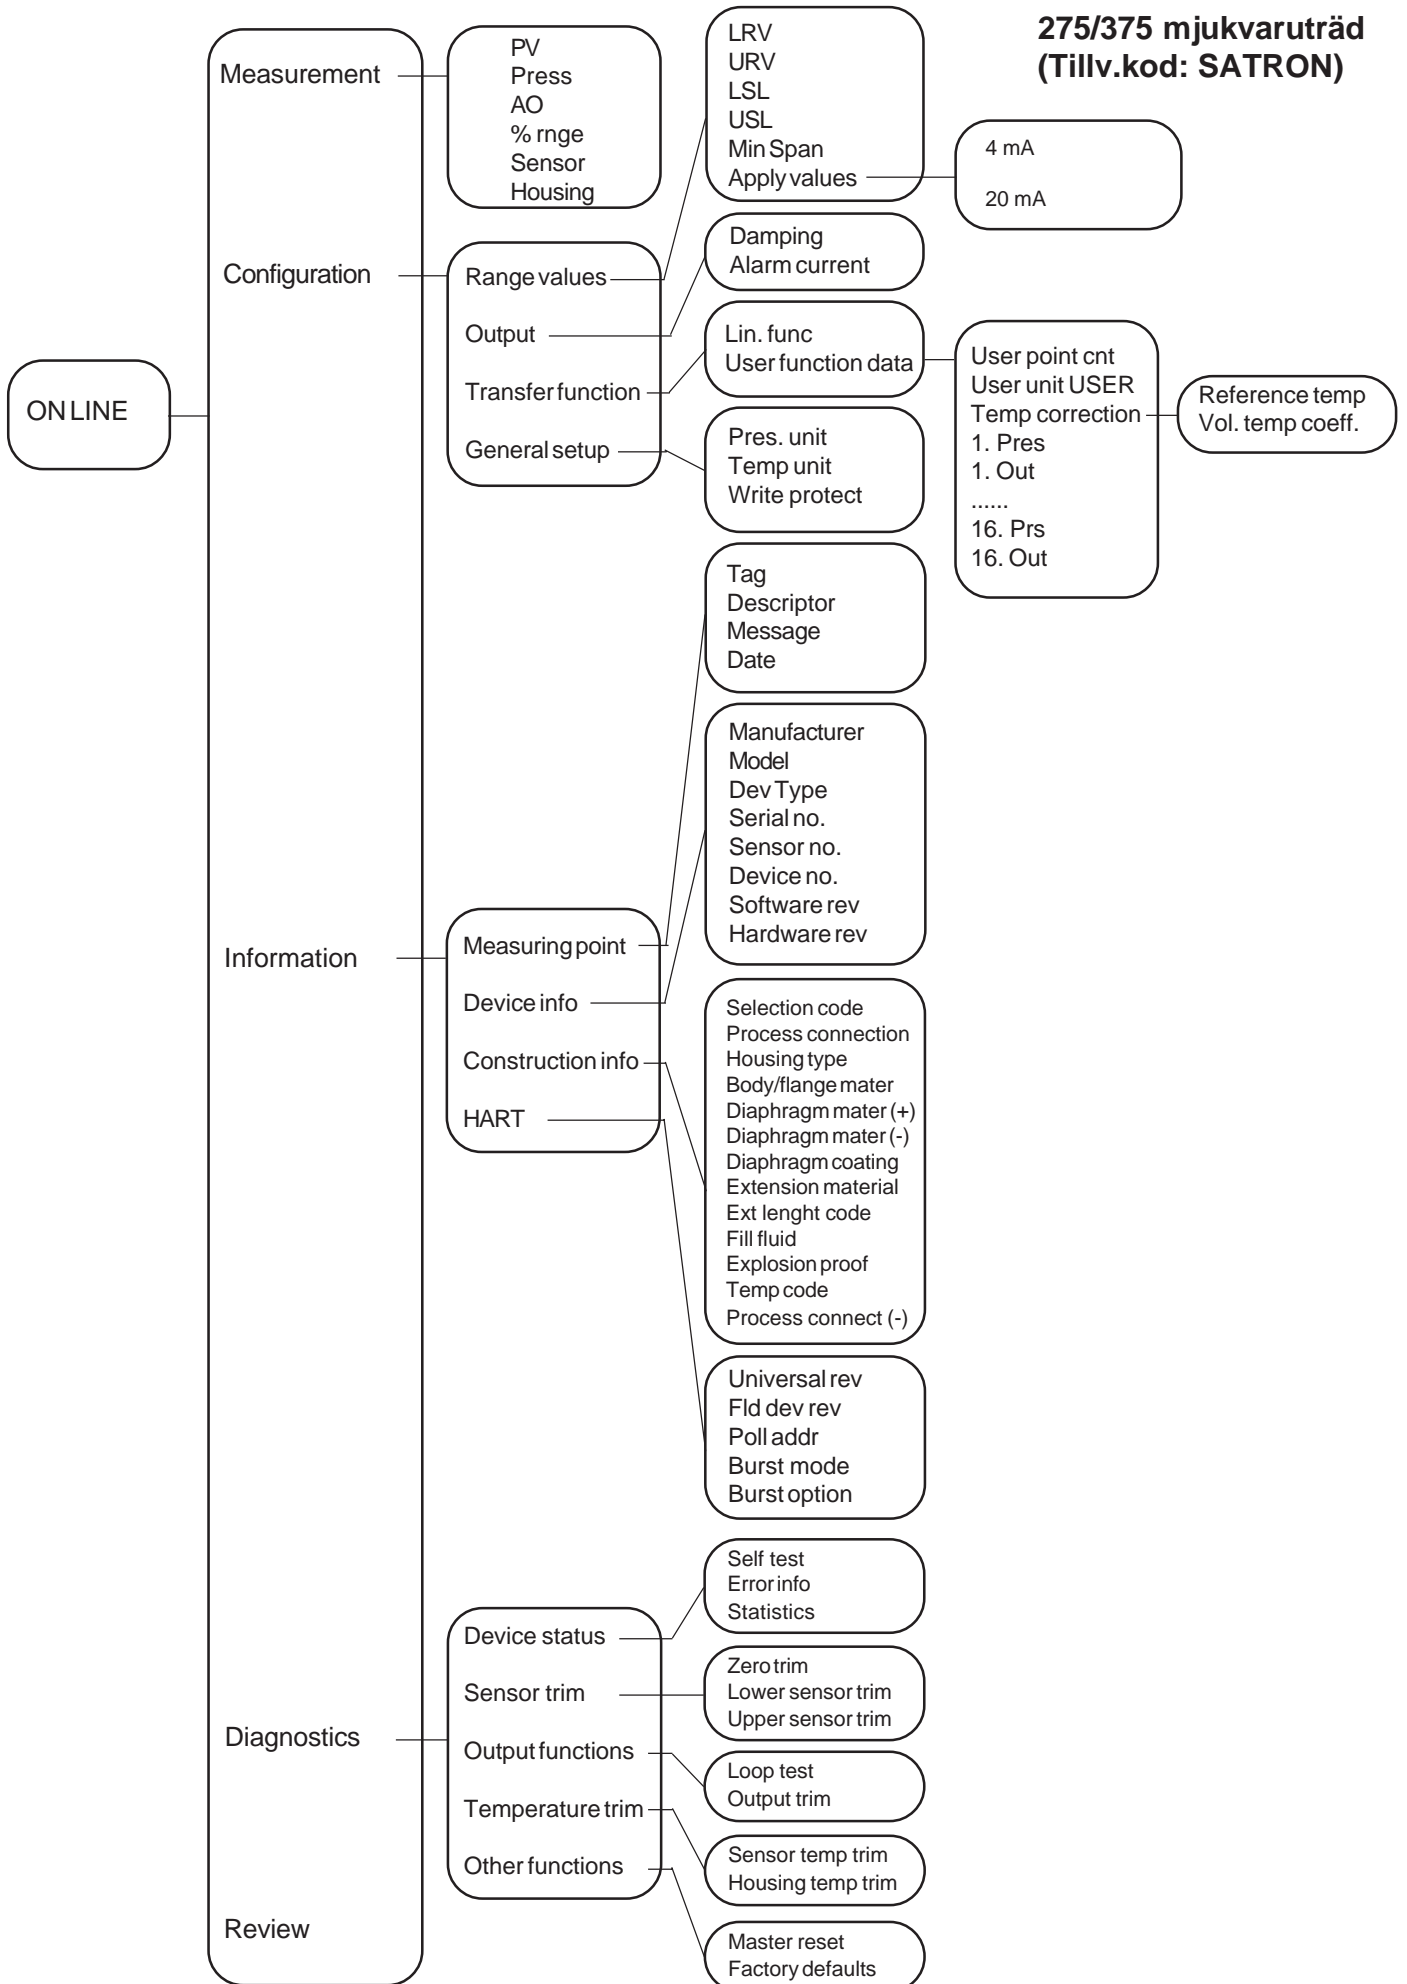 275/375 mjukvaruträd
(Tillv.kod: SATRON)
ON LINE
Measurement
Configuration
Information
Diagnostics
Review
PV
Press
AO
% rnge
Sensor
Housing
Range values
Output
Transfer function
General setup
LRV
URV
LSL
USL
Min Span
Apply values
4 mA
20 mA
Damping
Alarm current
Lin. func
User function data
User point cnt
User unit USER
Temp correction
1. Pres
1. Out
......
16. Prs
16. Out
Reference temp
Vol. temp coeff.
Pres. unit
Temp unit
Write protect
Measuring point
Device info
Construction info
HART
Tag
Descriptor
Message
Date
Manufacturer
Model
Dev Type
Serial no.
Sensor no.
Device no.
Software rev
Hardware rev
Selection code
Process connection
Housing type
Body/flange mater
Diaphragm mater (+)
Diaphragm mater (-)
Diaphragm coating
Extension material
Ext lenght code
Fill fluid
Explosion proof
Temp code
Process connect (-)
Universal rev
Fld dev rev
Poll addr
Burst mode
Burst option
Device status
Sensor trim
Output functions
Temperature trim
Other functions
Self test
Error info
Statistics
Zero trim
Lower sensor trim
Upper sensor trim
Loop test
Output trim
Sensor temp trim
Housing temp trim
Master reset
Factory defaults